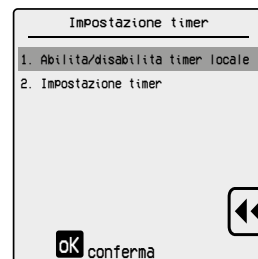 Impostazione timer
1. Abilita/disabilita timer locale
2. Impostazione timer
OK conferma